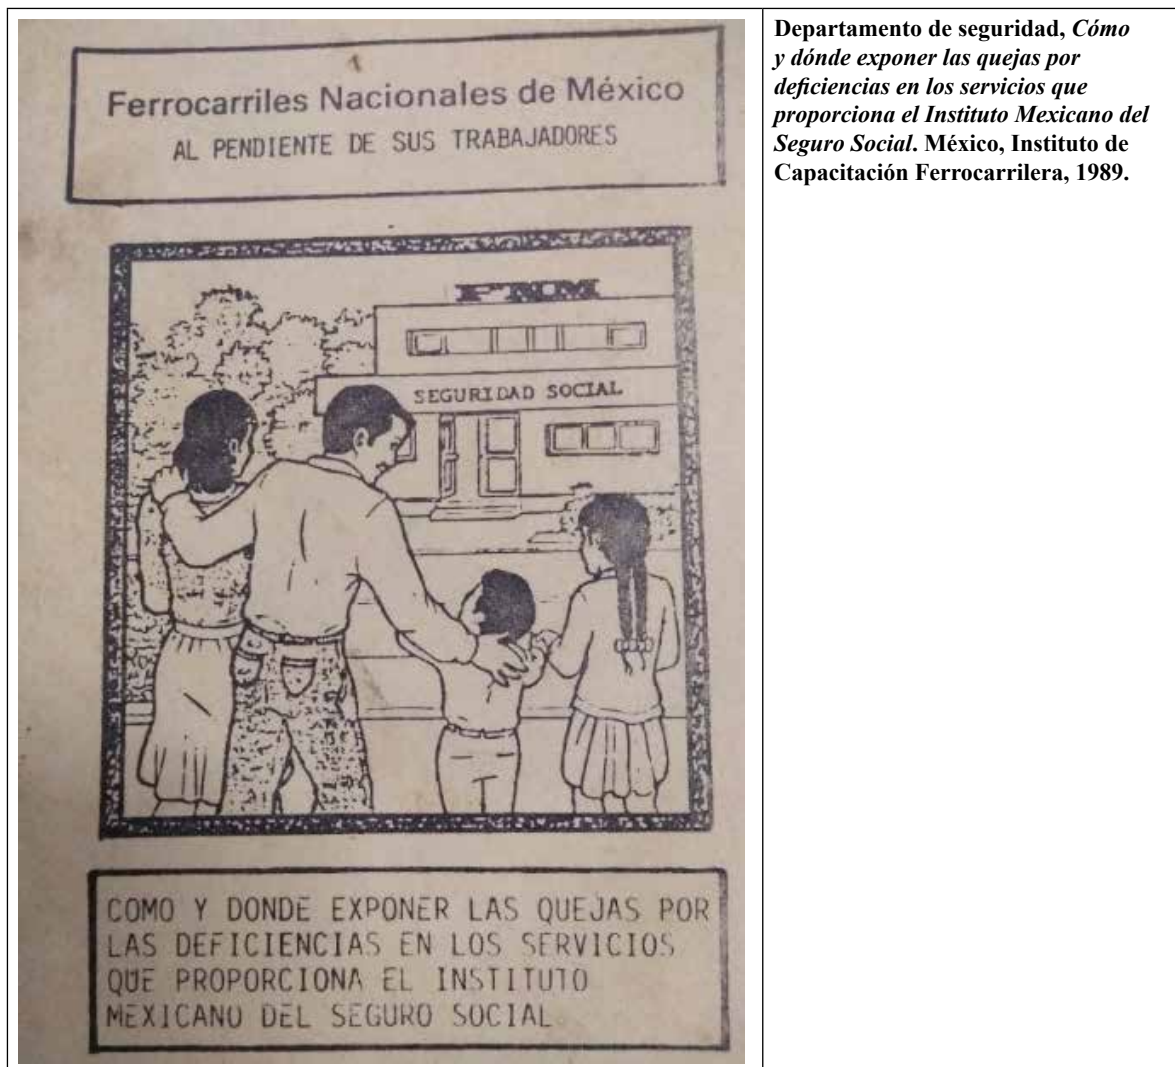 Ferrocarriles Nacionales de México
AL PENDIENTE DE SUS TRABAJADORES
FNM
SEGURIDAD SOCIAL
COMO Y DONDE EXPONER LAS QUEJAS POR
LAS DEFICIENCIAS EN LOS SERVICIOS
QUE PROPORCIONA EL INSTITUTO
MEXICANO DEL SEGURO SOCIAL
Departamento de seguridad, Cómo
y dónde exponer las quejas por
deficiencias en los servicios que
proporciona el Instituto Mexicano del
Seguro Social. México, Instituto de
Capacitación Ferrocarrilera, 1989.